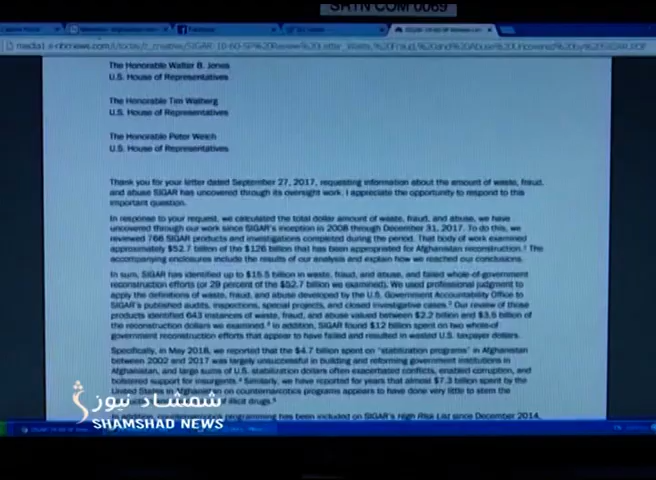 SRTN COM 0089
Facebook
The Honorable Walter B. Jones
U.S. House of Representatives
The Honorable Tim Walberg
U.S. House of Representatives
The Honorable Peter Welch
U.S. House of Representatives
Thank you for your letter dated September 27, 2017, requesting information about the amount of waste, fraud,
and abuse SIGAR has uncovered through its oversight work. I appreciate the opportunity to respond to this
important question.
In response to your request, we calculated the total dollar amount of waste, fraud, and abuse, we have
uncovered through our work since SIGAR's inception in 2008 through December 31, 2017. To do this, we
reviewed 766 SIGAR products and investigations completed during the period. That body of work examined
approximately $52.7 billion of the $126 billion that has been appropriated for Afghanistan reconstruction.¹ The
accompanying enclosures include the results of our analysis and explain how we reached our conclusions.
In sum, SIGAR has identified up to $15.5 billion in waste, fraud, and abuse, and failed whole-of-government
reconstruction efforts (or 29 percent of the $52.7 billion we examined). We used professional judgment to
apply the definitions of waste, fraud, and abuse developed by the U.S. Government Accountability Office to
SIGAR's published audits, inspections, special projects, and closed investigative cases. Our review of those
products identified 643 instances of waste, fraud, and abuse valued between $2.2 billion and $3.5 billion of
the reconstruction dollars we examined. In addition, SIGAR found $12 billion spent on two whole-of-
government reconstruction efforts that appear to have failed and resulted in wasted U.S. taxpayer dollars.
Specifically, in May 2018, we reported that the $4.7 billion spent on "stabilization programs" in Afghanistan
between 2002 and 2017 was largely unsuccessful in building and reforming government institutions in
Afghanistan, and large sums of U.S. stabilization dollars often exacerbated conflicts, enabled corruption, and
bolstered support for insurgents. Similarly, we have reported for years that almost $7.3 billion spent by the
United States in Afghanistan on counternarcotics programs appears to have done very little to stem the
of illicit drugs.
programming has been included on SIGAR's High Risk List since December 2014,
شمشاد نيوز
SHAMSHAD NEWS